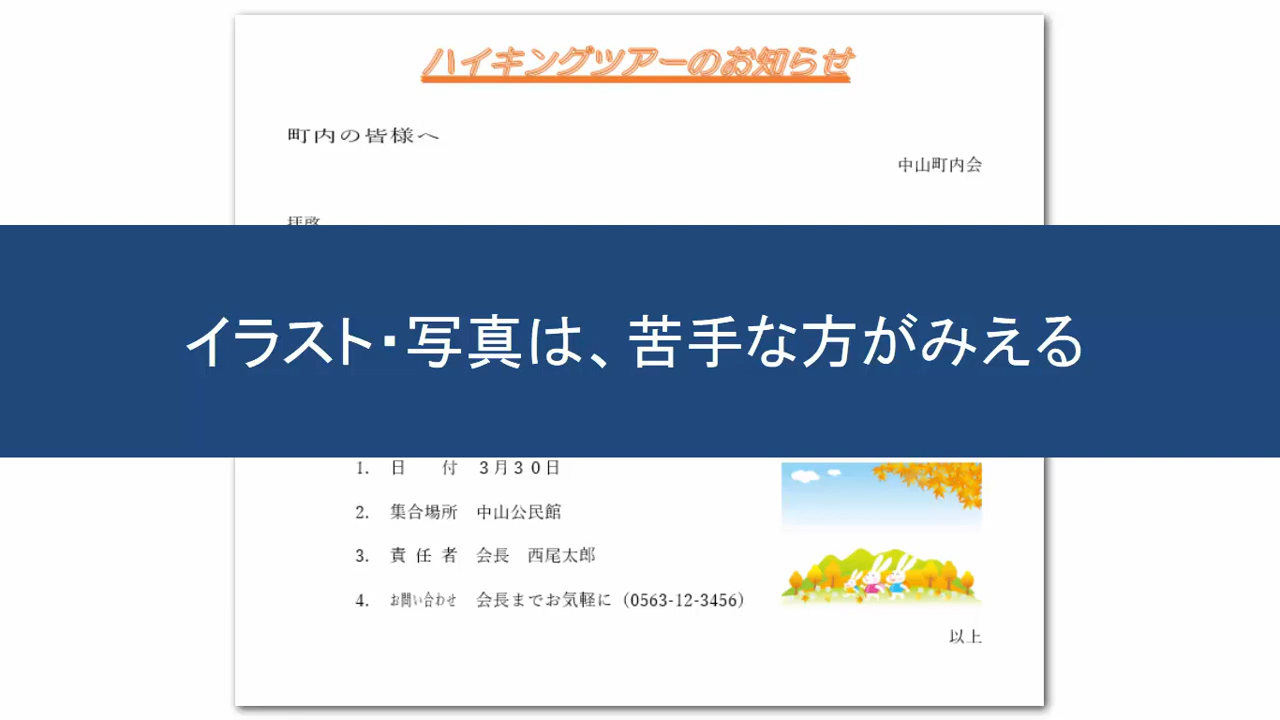 ハイキングツアーのお知らせ
町内の皆様へ
中山町内会
拝啓
イラスト・写真は、苦手な方がみえる
1. 日　　付　３月３０日
2. 集合場所　中山公民館
3. 責 任 者　会長　西尾太郎
4. お問い合わせ　会長までお気軽に（0563-12-3456）
以上